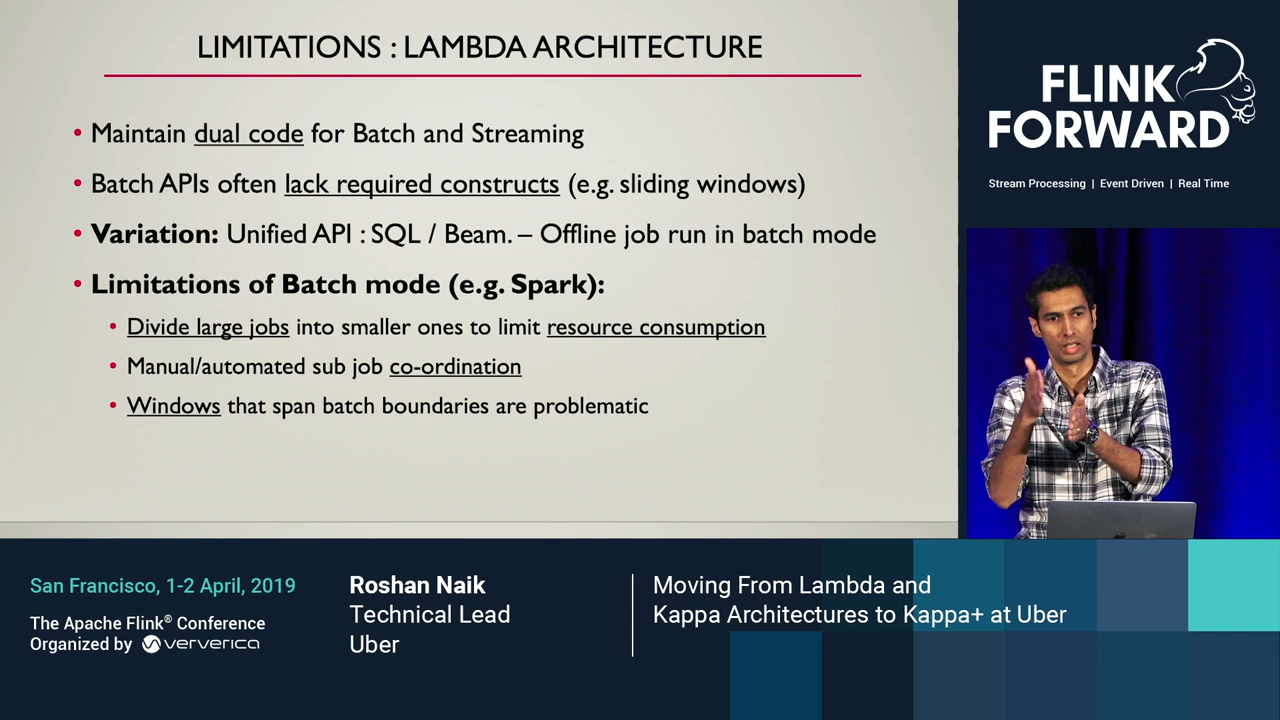 LIMITATIONS : LAMBDA ARCHITECTURE
• Maintain dual code for Batch and Streaming
• Batch APIs often lack required constructs (e.g. sliding windows)
• Variation: Unified API : SQL / Beam. – Offline job run in batch mode
• Limitations of Batch mode (e.g. Spark):
• Divide large jobs into smaller ones to limit resource consumption
• Manual/automated sub job co-ordination
• Windows that span batch boundaries are problematic
FLINK
FORWARD
Stream Processing | Event Driven | Real Time
San Francisco, 1-2 April, 2019
The Apache Flink® Conference
Organized by ververica
Roshan Naik
Technical Lead
Uber
Moving From Lambda and
Kappa Architectures to Kappa+ at Uber